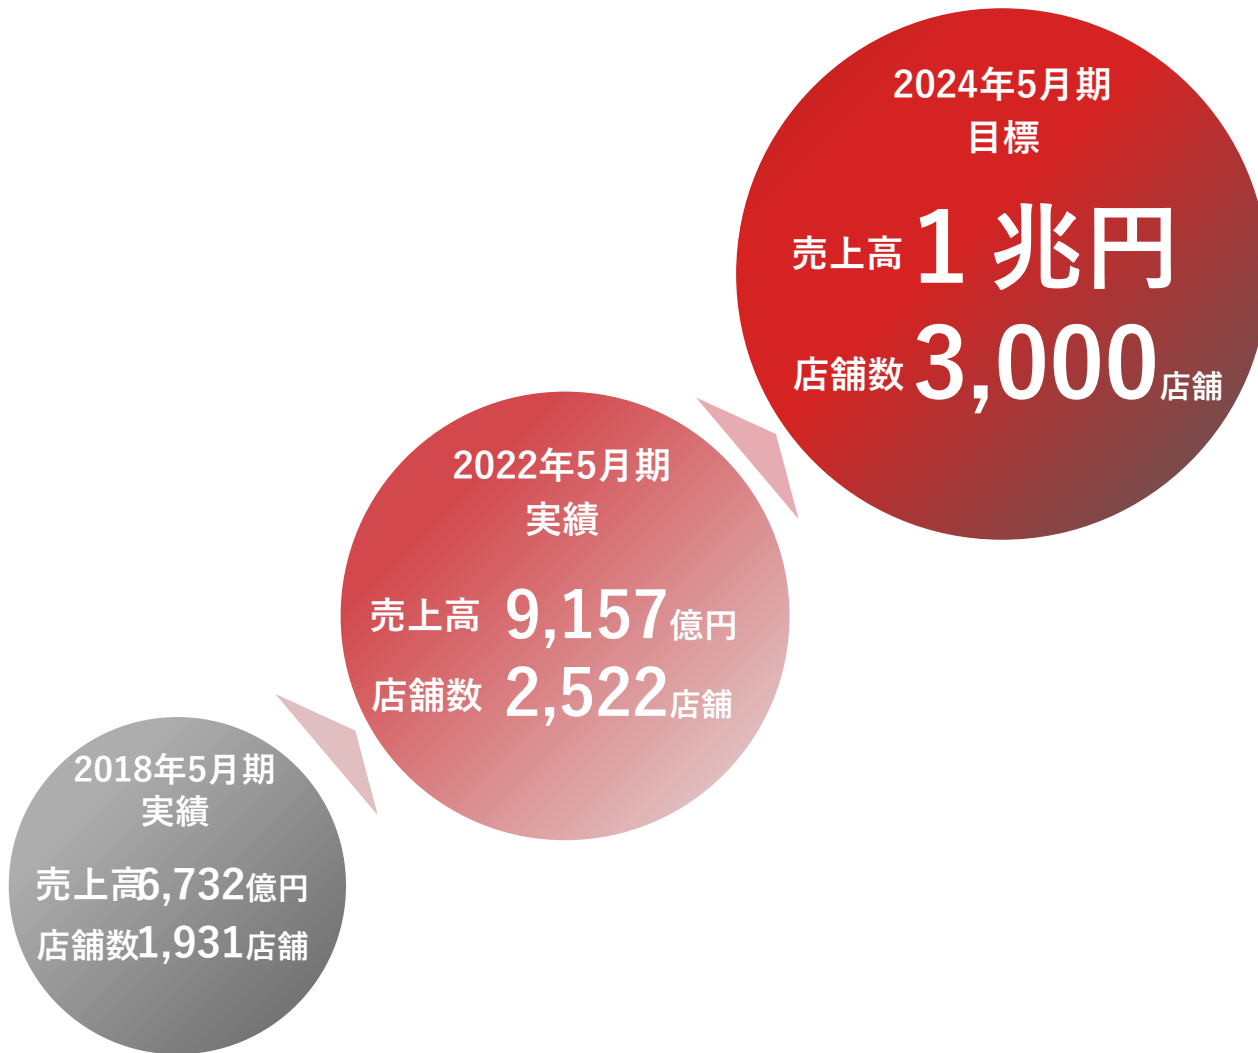 2024年5月期
目標
売上高 1 兆円
店舗数 3,000店舗
2022年5月期
実績
売上高 9,157億円
店舗数 2,522店舗
2018年5月期
実績
売上高6,732億円
店舗数1,931店舗